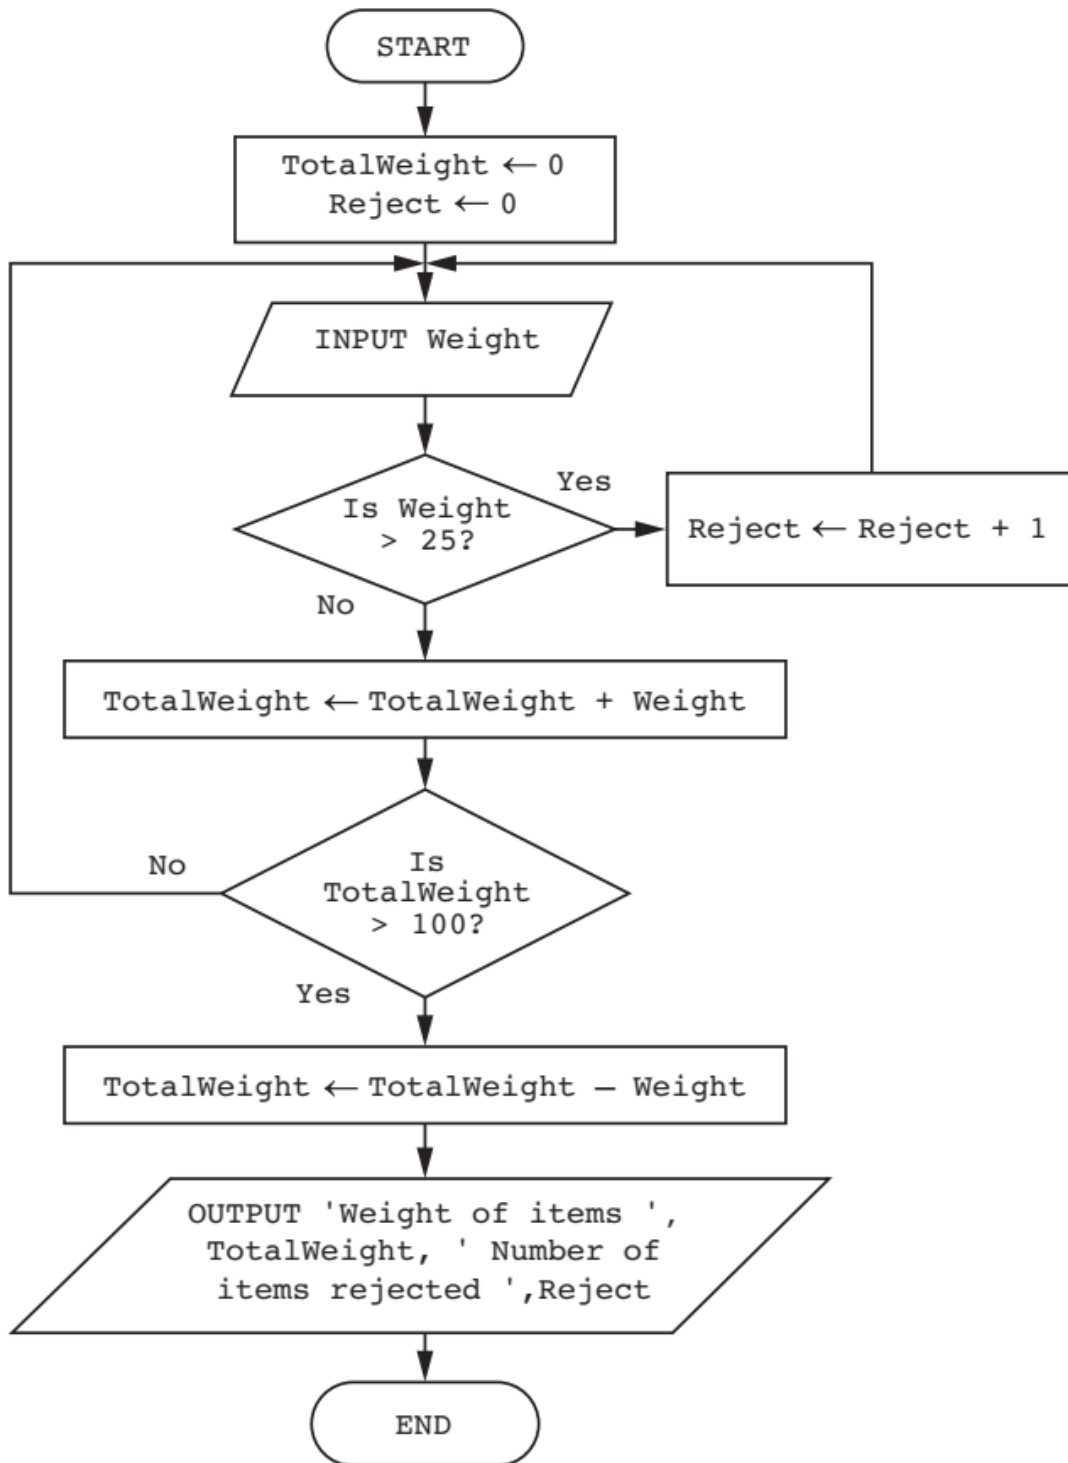 START
TotalWeight ← 0
Reject ← 0
INPUT Weight
Is Weight
> 25?
Yes
Reject ← Reject + 1
No
TotalWeight ← TotalWeight + Weight
No
Is
TotalWeight
> 100?
Yes
TotalWeight ← TotalWeight – Weight
OUTPUT 'Weight of items ',
TotalWeight, ' Number of
items rejected ',Reject
END